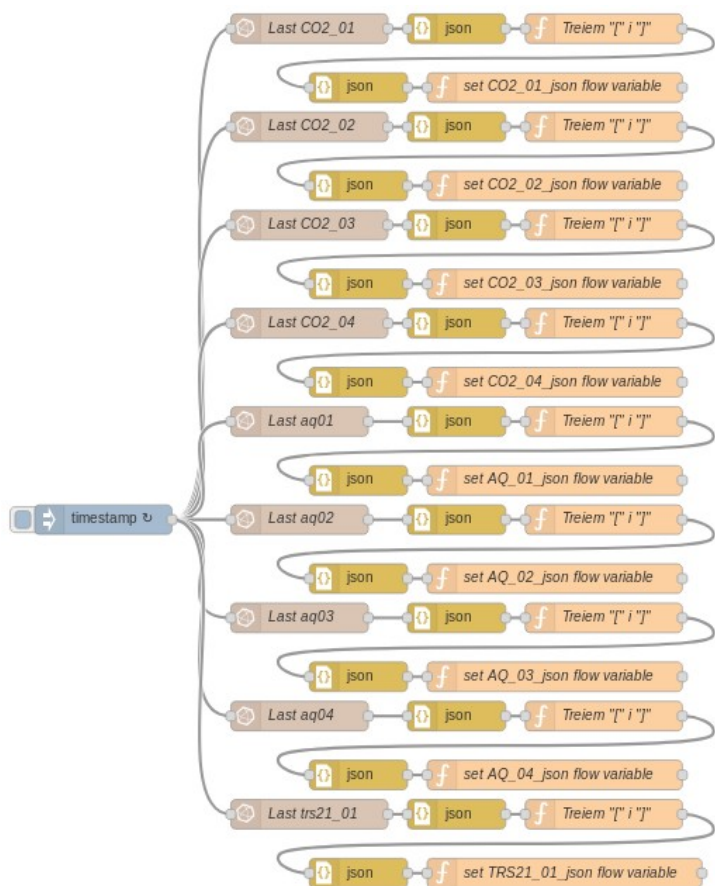 Last CO2_01 json Treiem "[" i "]"
json set CO2_01_json flow variable
Last CO2_02 json Treiem "[" i "]"
json set CO2_02_json flow variable
Last CO2_03 json Treiem "[" i "]"
json set CO2_03_json flow variable
Last CO2_04 json Treiem "[" i "]"
json set CO2_04_json flow variable
Last aq01 json Treiem "[" i "]"
json set AQ_01_json flow variable
timestamp ↻ Last aq02 json Treiem "[" i "]"
json set AQ_02_json flow variable
Last aq03 json Treiem "[" i "]"
json set AQ_03_json flow variable
Last aq04 json Treiem "[" i "]"
json set AQ_04_json flow variable
Last trs21_01 json Treiem "[" i "]"
json set TRS21_01_json flow variable